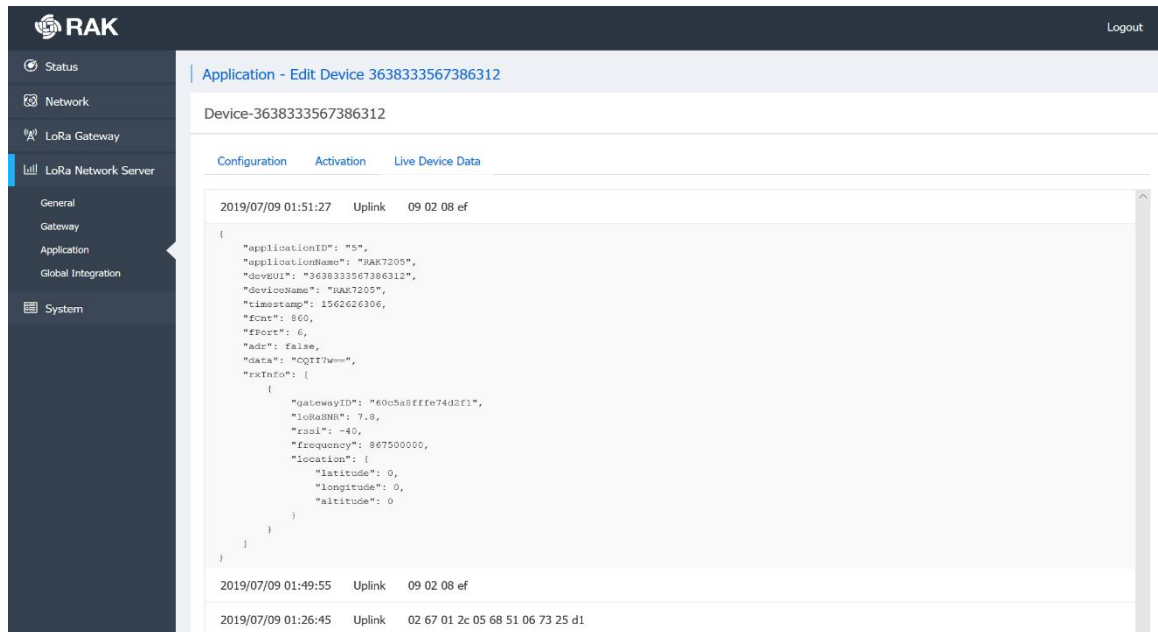 RAK
Logout
Status
Network
LoRa Gateway
LoRa Network Server
General
Gateway
Application
Global Integration
System
Application - Edit Device 3638333567386312
Device-3638333567386312
Configuration Activation Live Device Data
2019/07/09 01:51:27 Uplink 09 02 08 ef
{
"applicationID": "5",
"applicationName": "RAK7205",
"devEUI": "3638333567386312",
"deviceName": "RAK7205",
"timestamp": 1562626306,
"fCnt": 860,
"fPort": 6,
"adr": false,
"data": "CQII7w==",
"rxInfo": [
{
"gatewayID": "60c5a8fffe74d2f1",
"loRaSNR": 7.8,
"rssi": -40,
"frequency": 867500000,
"location": {
"latitude": 0,
"longitude": 0,
"altitude": 0
}
}
]
}
2019/07/09 01:49:55 Uplink 09 02 08 ef
2019/07/09 01:26:45 Uplink 02 67 01 2c 05 68 51 06 73 25 d1